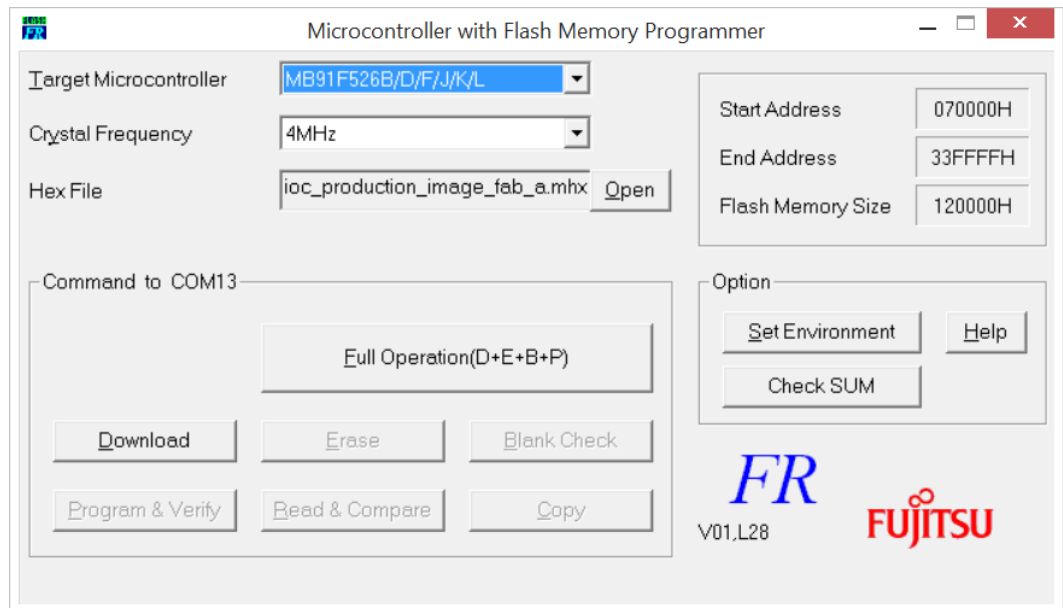 FLASH
FR
Microcontroller with Flash Memory Programmer
Target Microcontroller
MB91F526B/D/F/J/K/L
Crystal Frequency
4MHz
Hex File
ioc_production_image_fab_a.mhx
Open
Start Address
070000H
End Address
33FFFFH
Flash Memory Size
120000H
Command to COM13
Full Operation(D+E+B+P)
Download
Erase
Blank Check
Program & Verify
Read & Compare
Copy
Option
Set Environment
Help
Check SUM
FR
V01,L28
FUJITSU